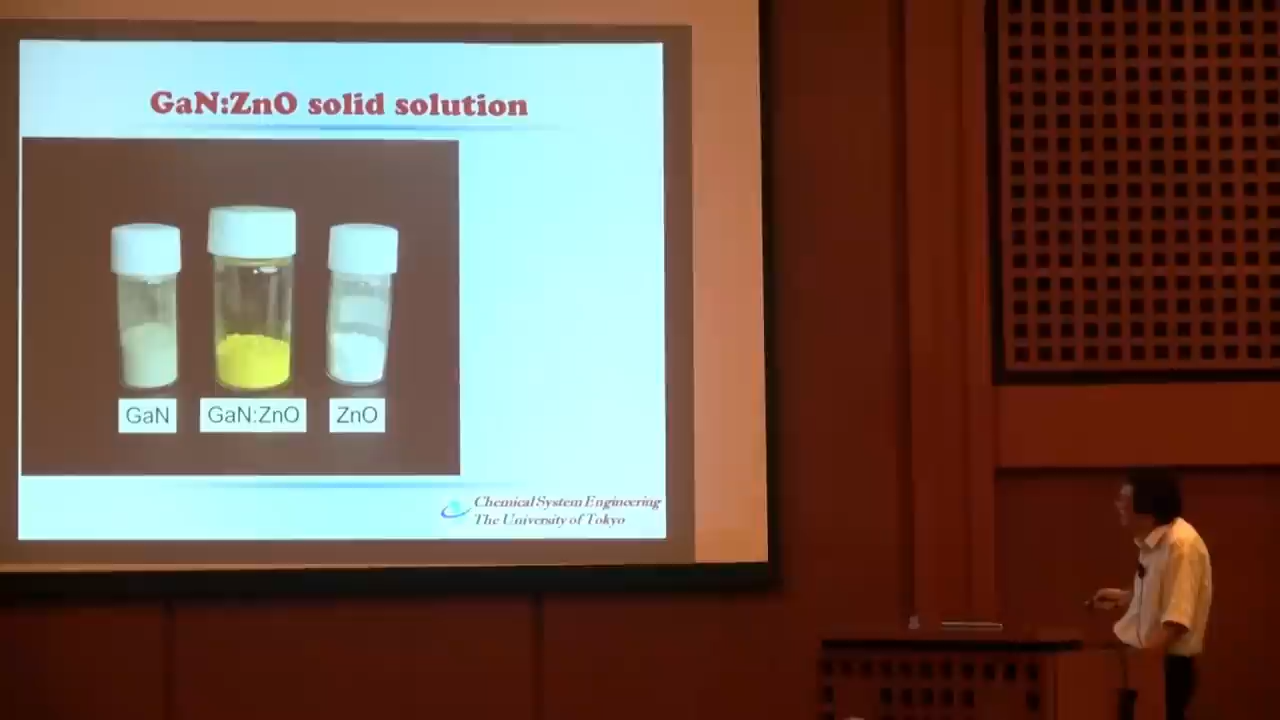 GaN:ZnO solid solution
GaN
GaN:ZnO
ZnO
Chemical System Engineering
The University of Tokyo